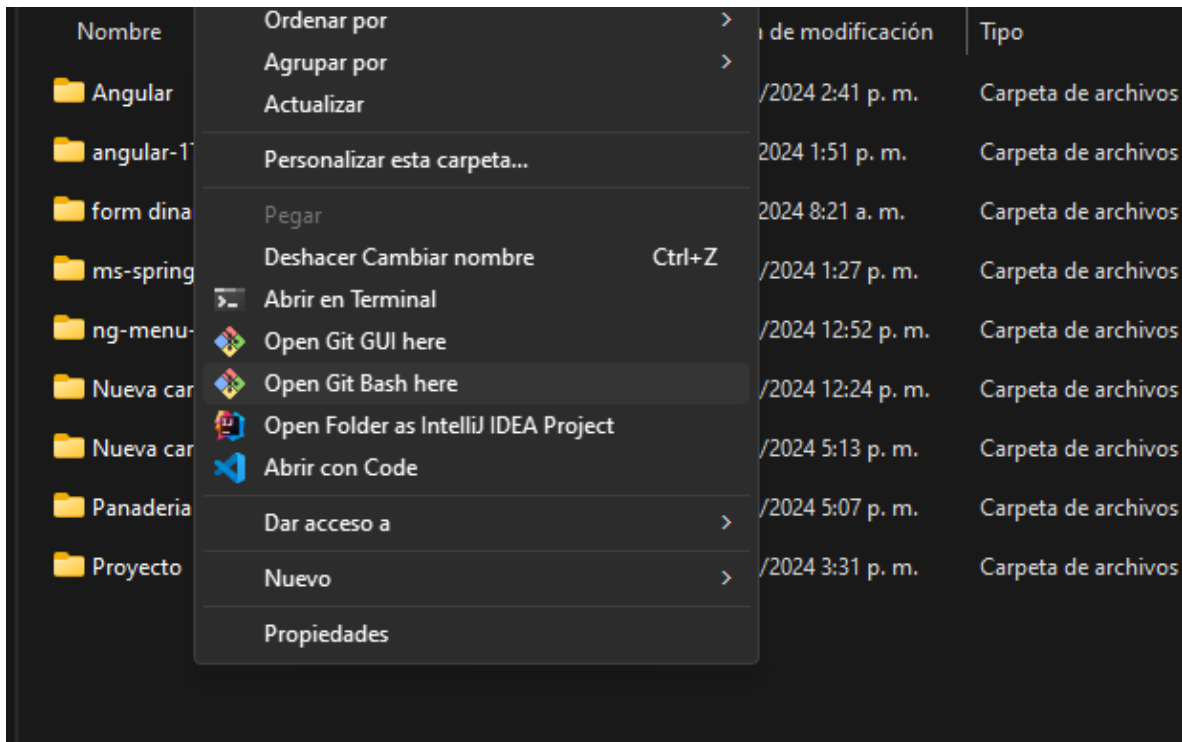 Nombre
Ordenar por
de modificación
Tipo
Agrupar por
Angular
/2024 2:41 p. m.
Carpeta de archivos
Actualizar
angular-1
2024 1:51 p. m.
Carpeta de archivos
Personalizar esta carpeta...
form dina
2024 8:21 a. m.
Carpeta de archivos
Pegar
Deshacer Cambiar nombre Ctrl+Z
ms-spring
/2024 1:27 p. m.
Carpeta de archivos
Abrir en Terminal
ng-menu-
/2024 12:52 p. m.
Carpeta de archivos
Open Git GUI here
Open Git Bash here
Nueva car
/2024 12:24 p. m.
Carpeta de archivos
Open Folder as IntelliJ IDEA Project
Nueva car
/2024 5:13 p. m.
Carpeta de archivos
Abrir con Code
Panaderia
/2024 5:07 p. m.
Carpeta de archivos
Dar acceso a
Proyecto
/2024 3:31 p. m.
Carpeta de archivos
Nuevo
Propiedades